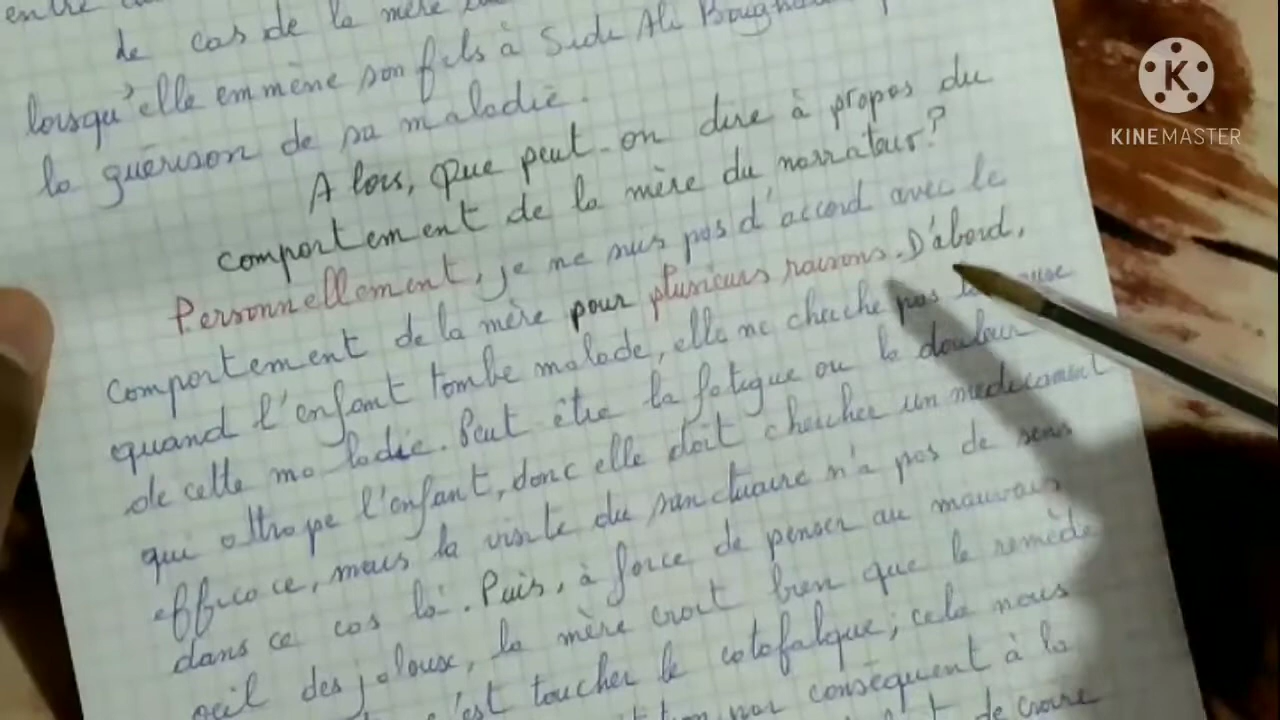 entre
le cas de la mère
lorsqu'elle emmène son fils à Side Ali Bougha
la guérison de sa maladie.
Alors, que peut-on dire à propos du
comportement de la mère du narrateur?
Personnellement, je ne suis pas d'accord avec le
comportement de la mère pour plusieurs raisons. D'abord,
quand l'enfant tombe malade, elle ne cherche pas la cause
de cette maladie. Peut être la fatigue ou la douleur
qui attrape l'enfant, donc elle doit chercher un medicament
efficace, mais la visite du sanctuaire n'a pas de sens
dans ce cas là. Puis, à force de penser au mauvais
oeil des jaloux, la mère croit bien que le remède
c'est toucher le catafalque; cela nous
par conséquent à la
de croire
KINEMASTER